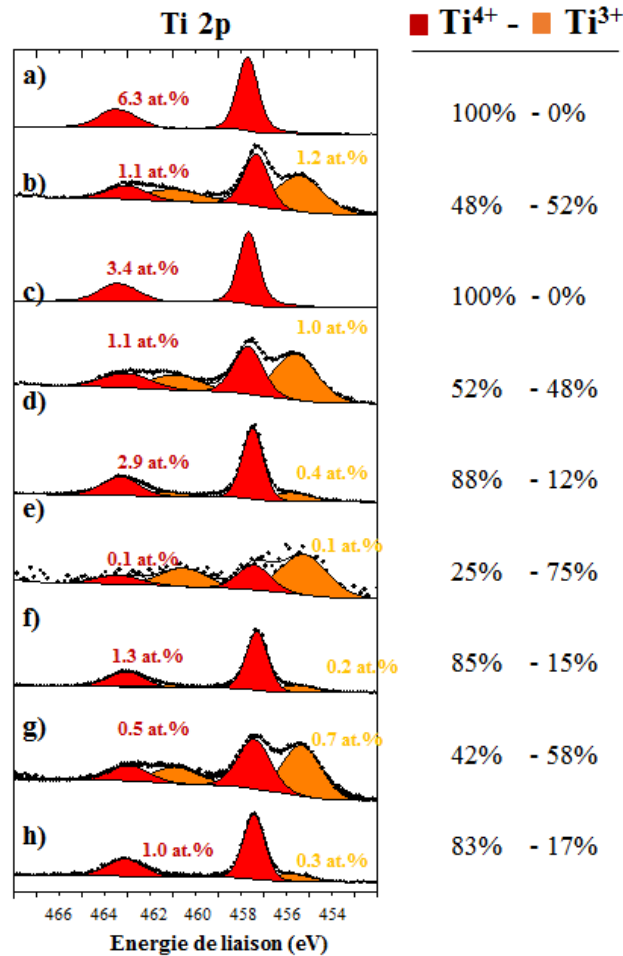 Ti 2p
Ti4+ - Ti3+
a)
6.3 at.%
100% - 0%
b)
1.1 at.%
1.2 at.%
48% - 52%
c)
3.4 at.%
100% - 0%
d)
1.1 at.%
1.0 at.%
52% - 48%
e)
2.9 at.%
0.4 at.%
88% - 12%
f)
0.1 at.%
0.1 at.%
25% - 75%
g)
1.3 at.%
0.2 at.%
85% - 15%
h)
0.5 at.%
0.7 at.%
42% - 58%
1.0 at.%
0.3 at.%
83% - 17%
466 464 462 460 458 456 454
Energie de liaison (eV)